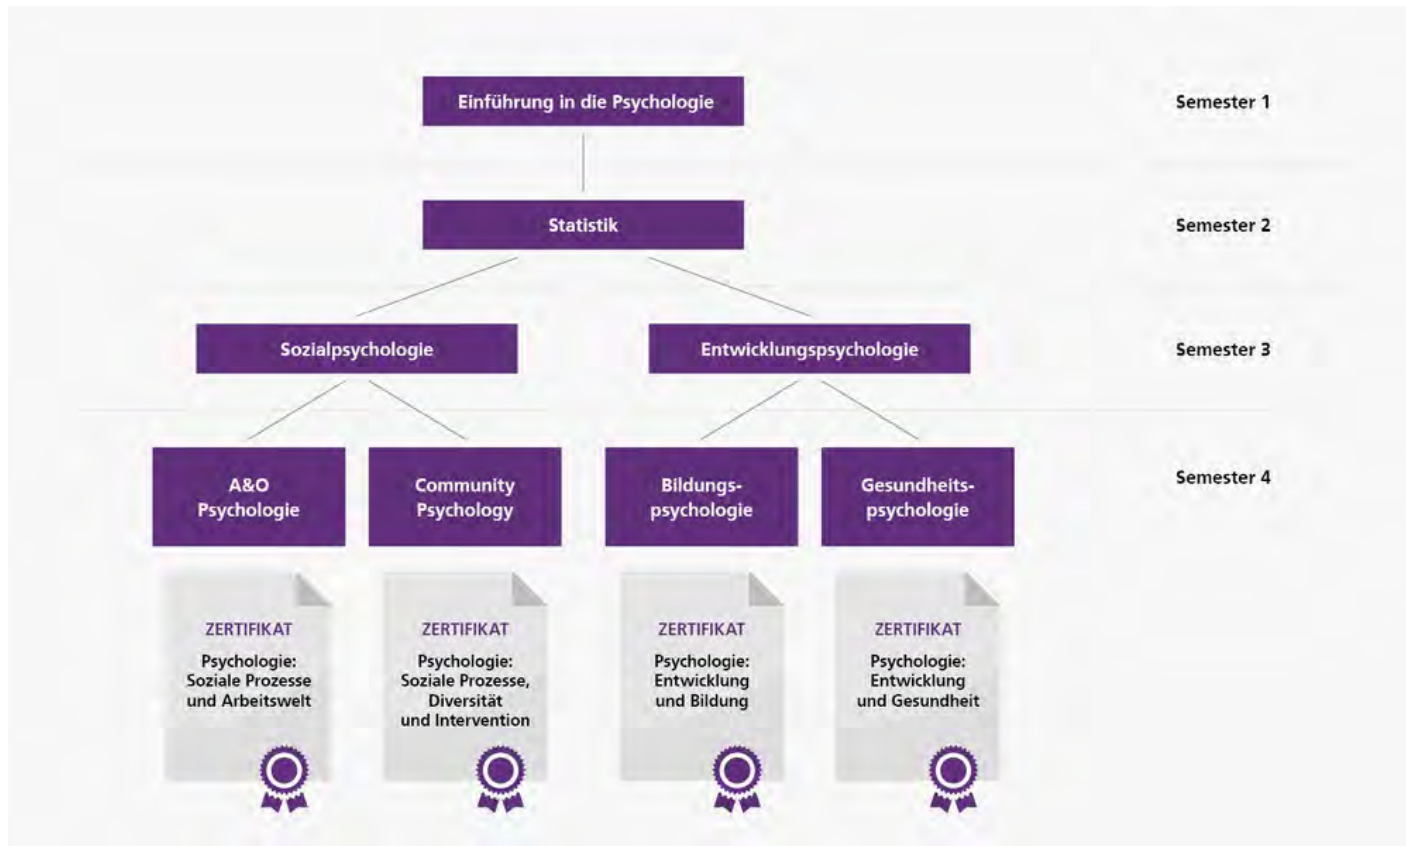 Einführung in die Psychologie
Semester 1
Statistik
Semester 2
Sozialpsychologie
Entwicklungspsychologie
Semester 3
A&O
Psychologie
Community
Psychology
Bildungs-
psychologie
Gesundheits-
psychologie
Semester 4
ZERTIFIKAT
Psychologie:
Soziale Prozesse
und Arbeitswelt
ZERTIFIKAT
Psychologie:
Soziale Prozesse,
Diversität
und Intervention
ZERTIFIKAT
Psychologie:
Entwicklung
und Bildung
ZERTIFIKAT
Psychologie:
Entwicklung
und Gesundheit